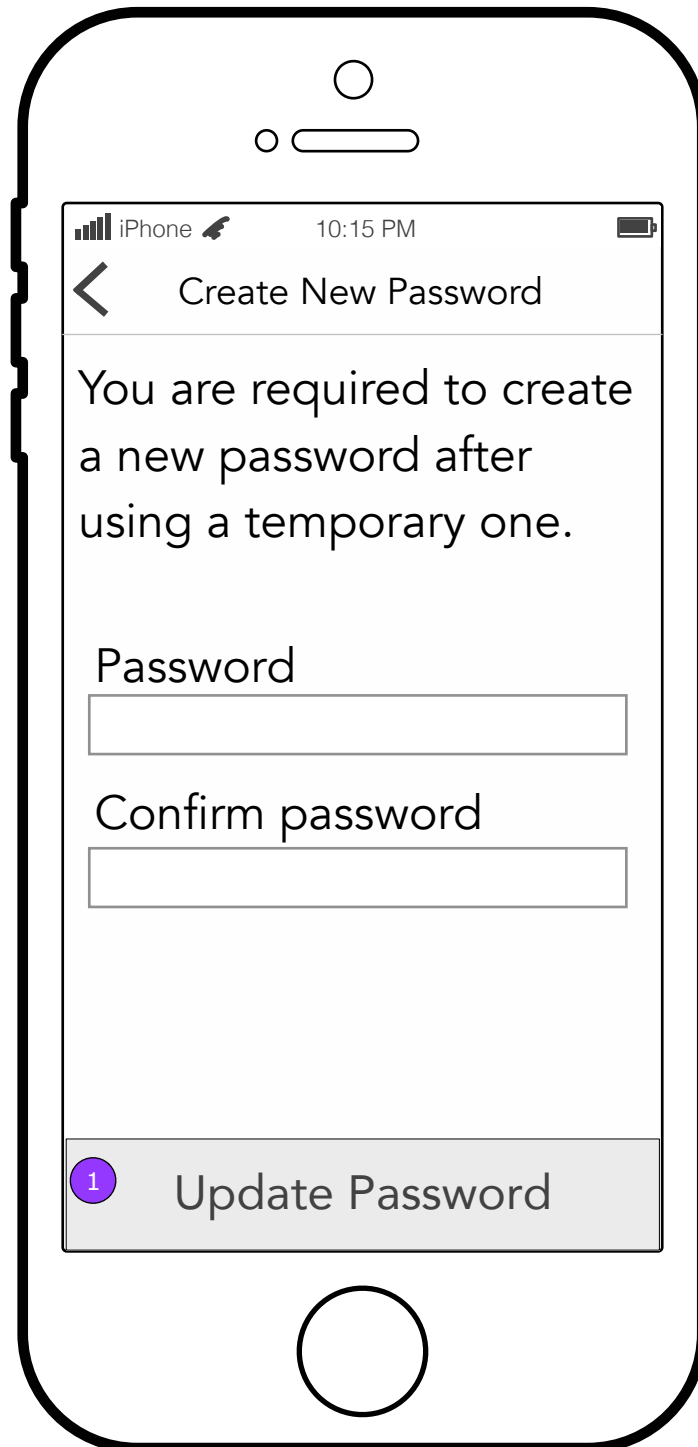 iPhone 10:15 PM
Create New Password
You are required to create
a new password after
using a temporary one.
Password
Confirm password
1 Update Password